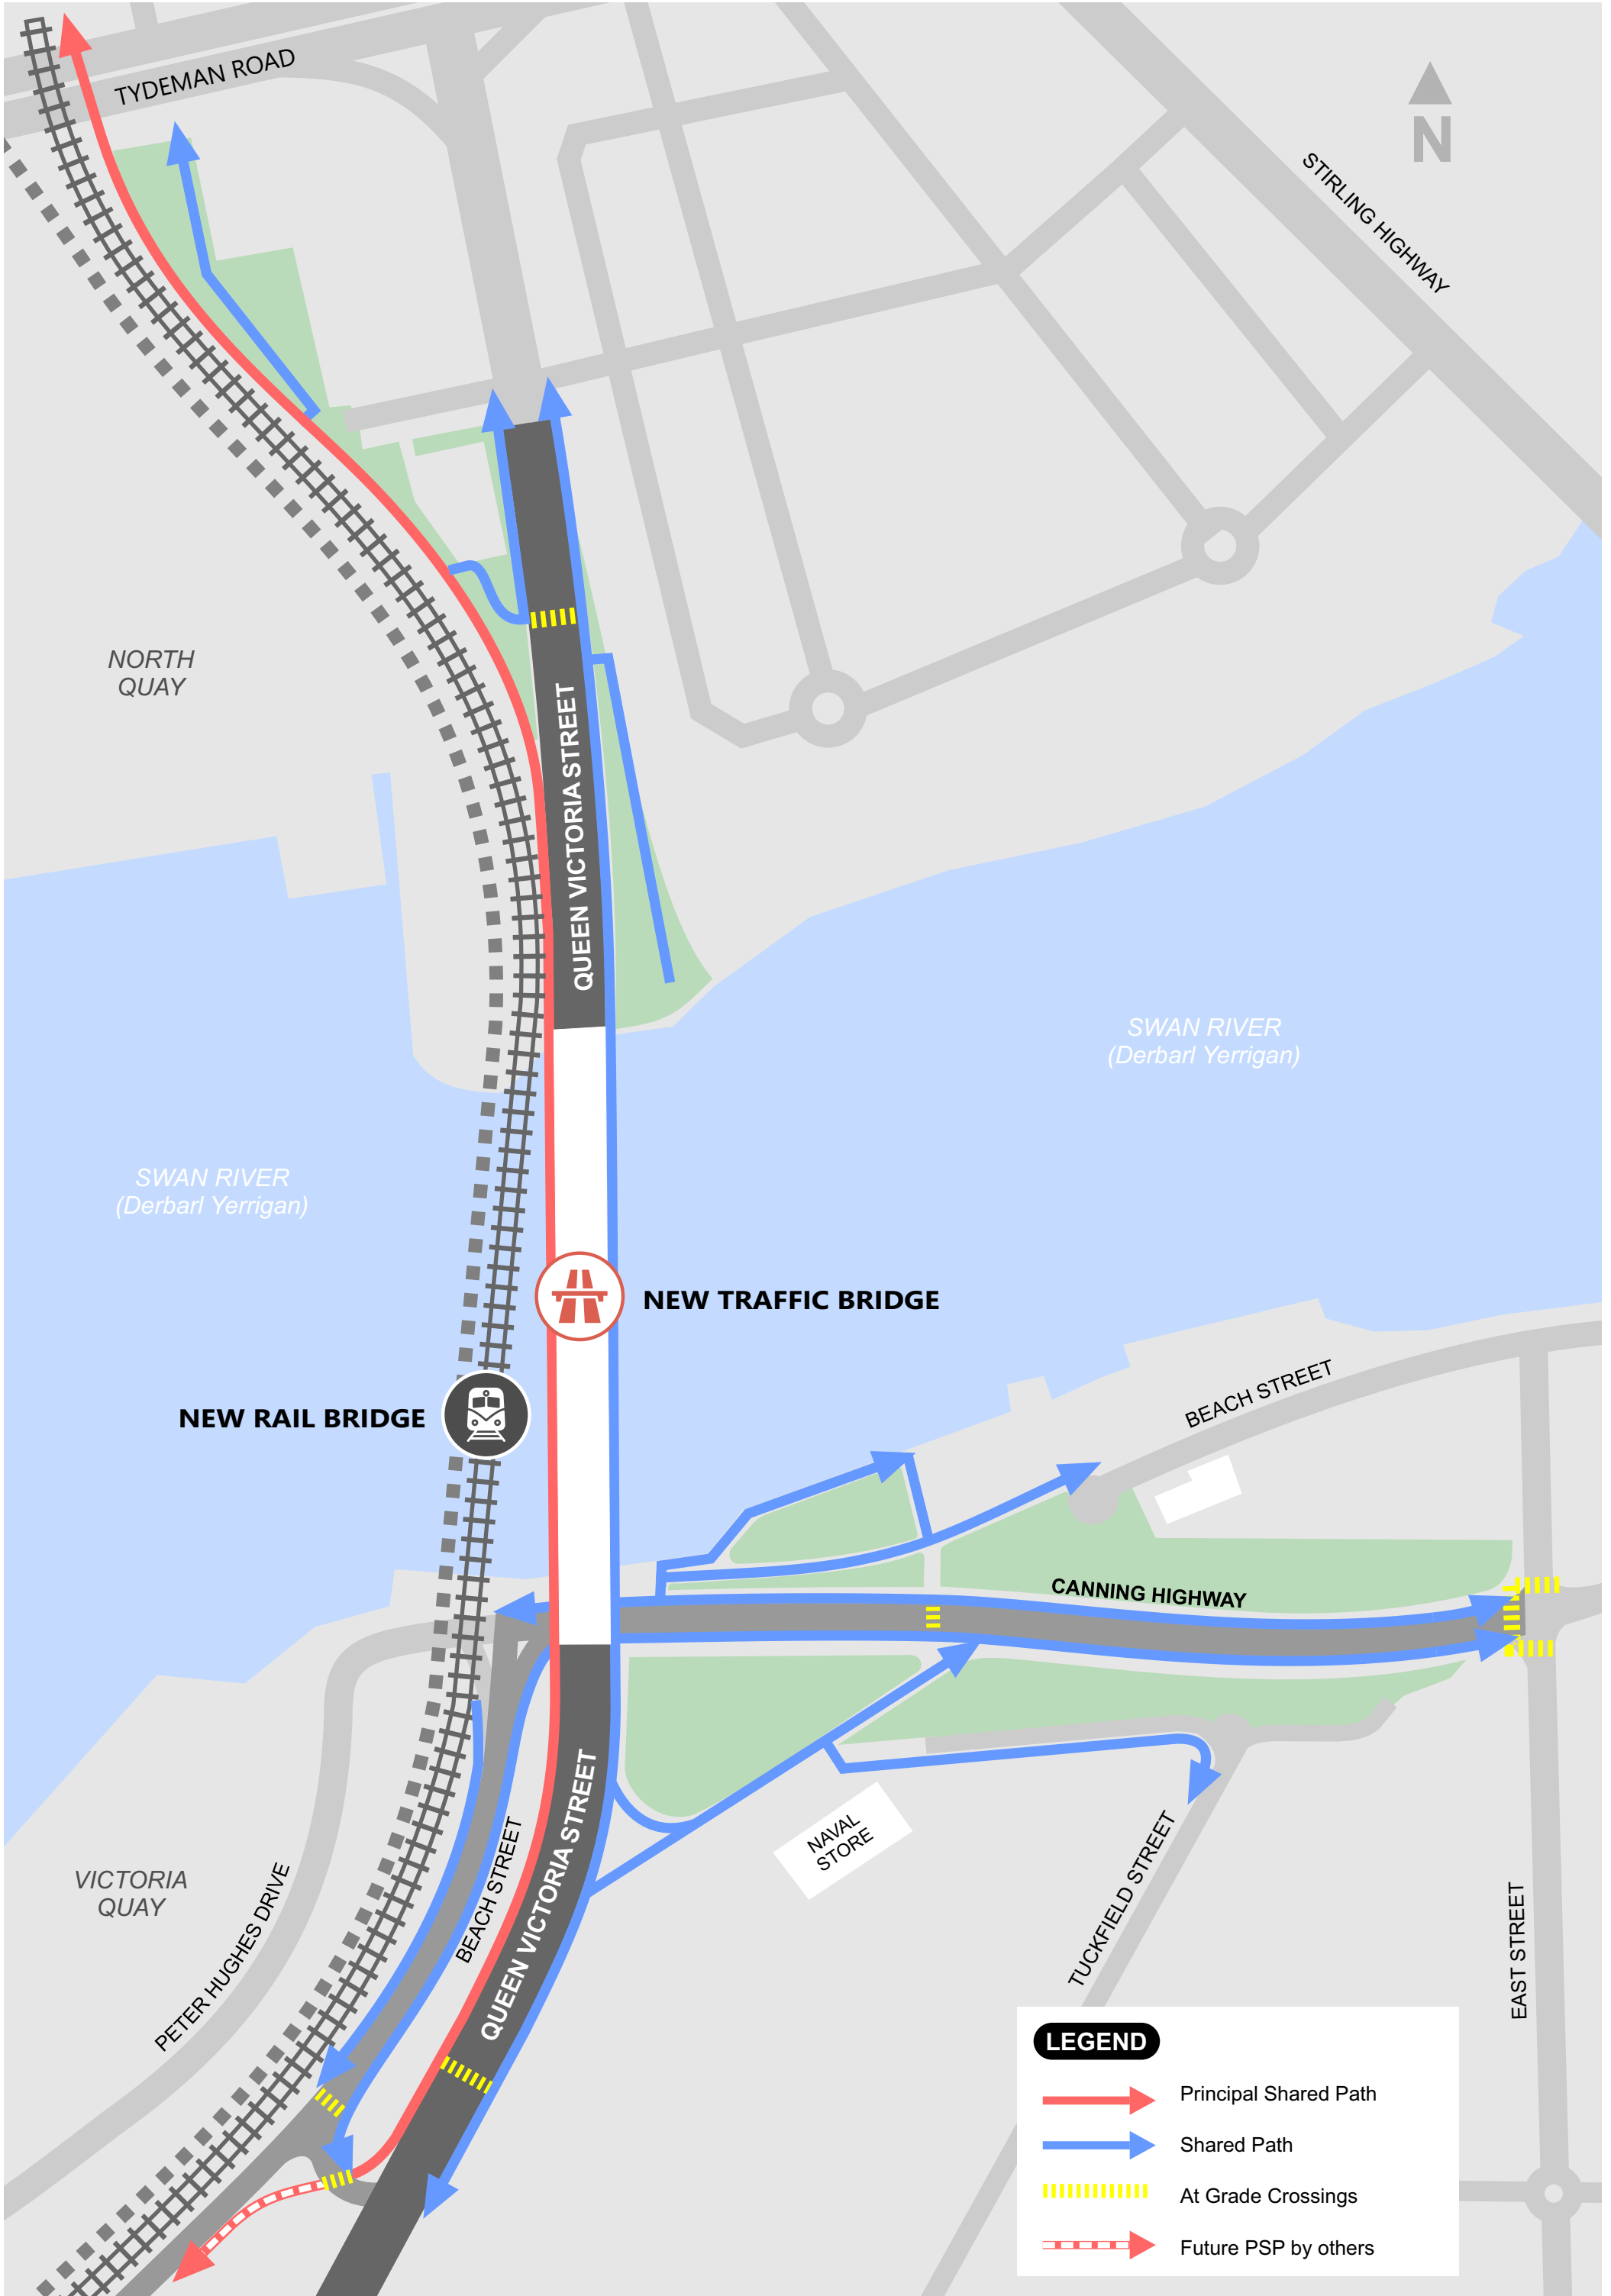 TYDEMAN ROAD
N
STIRLING HIGHWAY
NORTH
QUAY
QUEEN VICTORIA STREET
SWAN RIVER
(Derbarl Yerrigan)
SWAN RIVER
(Derbarl Yerrigan)
NEW TRAFFIC BRIDGE
NEW RAIL BRIDGE
BEACH STREET
CANNING HIGHWAY
NAVAL
STORE
VICTORIA
QUAY
PETER HUGHES DRIVE
BEACH STREET
QUEEN VICTORIA STREET
TUCKFIELD STREET
EAST STREET
LEGEND
Principal Shared Path
Shared Path
At Grade Crossings
Future PSP by others